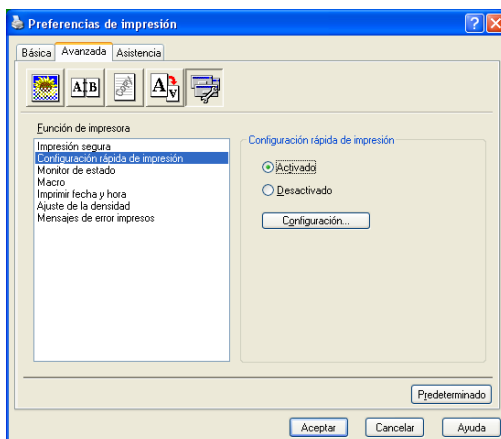 Preferencias de impresión
Básica Avanzada Asistencia
A B
A A
Función de impresora
Impresión segura
Configuración rápida de impresión
Monitor de estado
Macro
Imprimir fecha y hora
Ajuste de la densidad
Mensajes de error impresos
Configuración rápida de impresión
Activado
Desactivado
Configuración...
Predeterminado
Aceptar Cancelar Ayuda